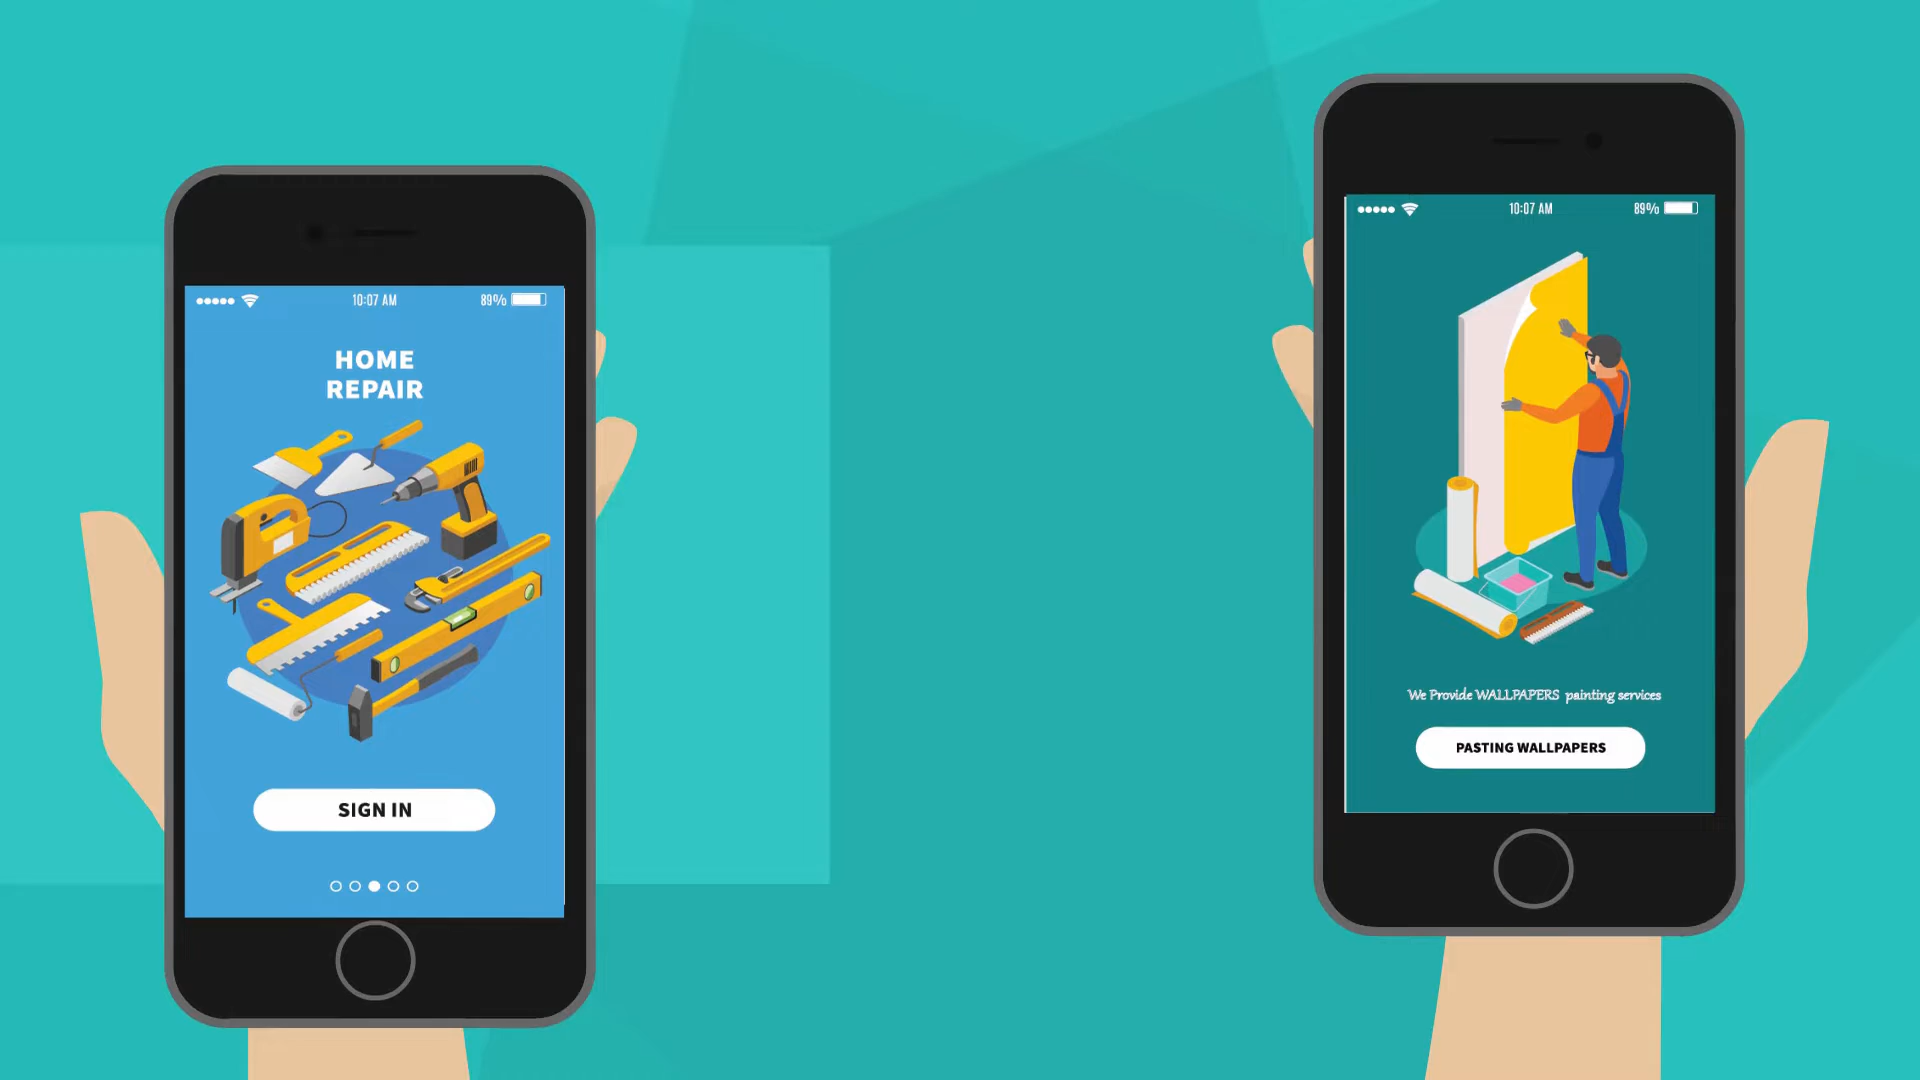 10:07 AM 89%
HOME
REPAIR
SIGN IN
10:07 AM 89%
We Provide WALLPAPERS painting services
PASTING WALLPAPERS